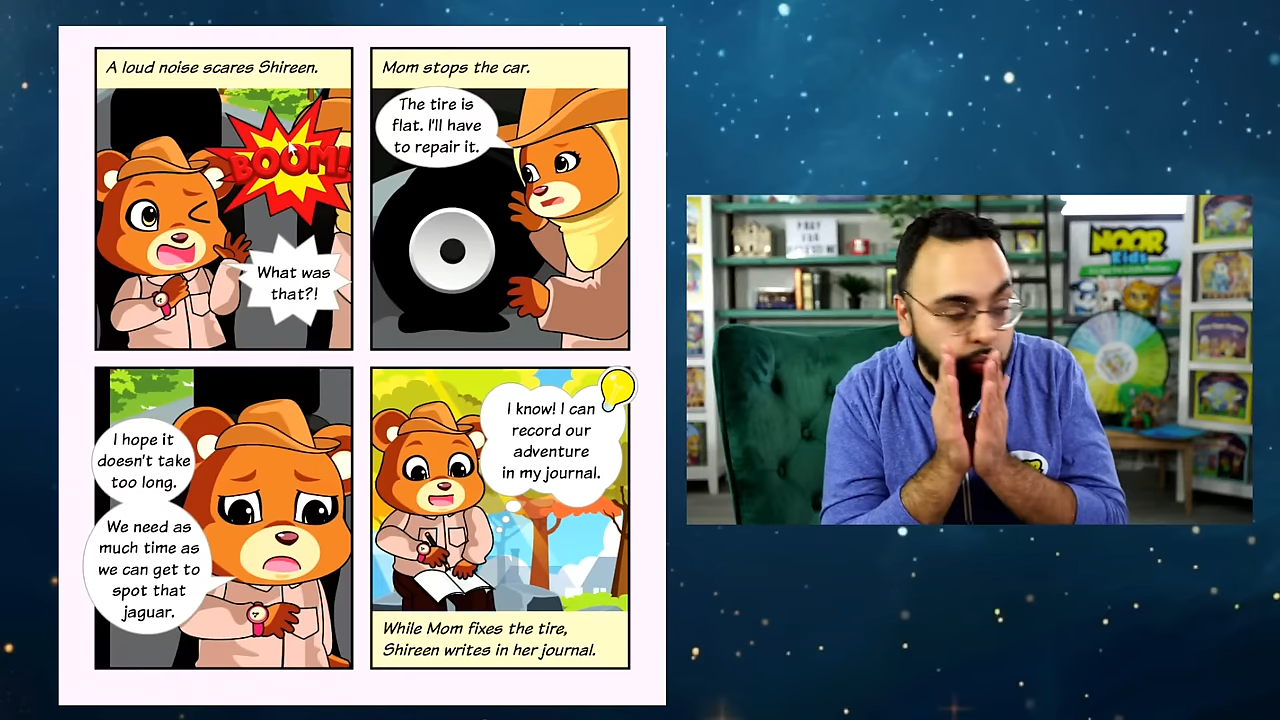 A loud noise scares Shireen.
BOOM!
What was
that?!
Mom stops the car.
The tire is
flat. I'll have
to repair it.
I hope it
doesn't take
too long.
We need as
much time as
we can get to
spot that
jaguar.
I know! I can
record our
adventure
in my journal.
While Mom fixes the tire,
Shireen writes in her journal.
PRAY
FOR
NOOR
Kids